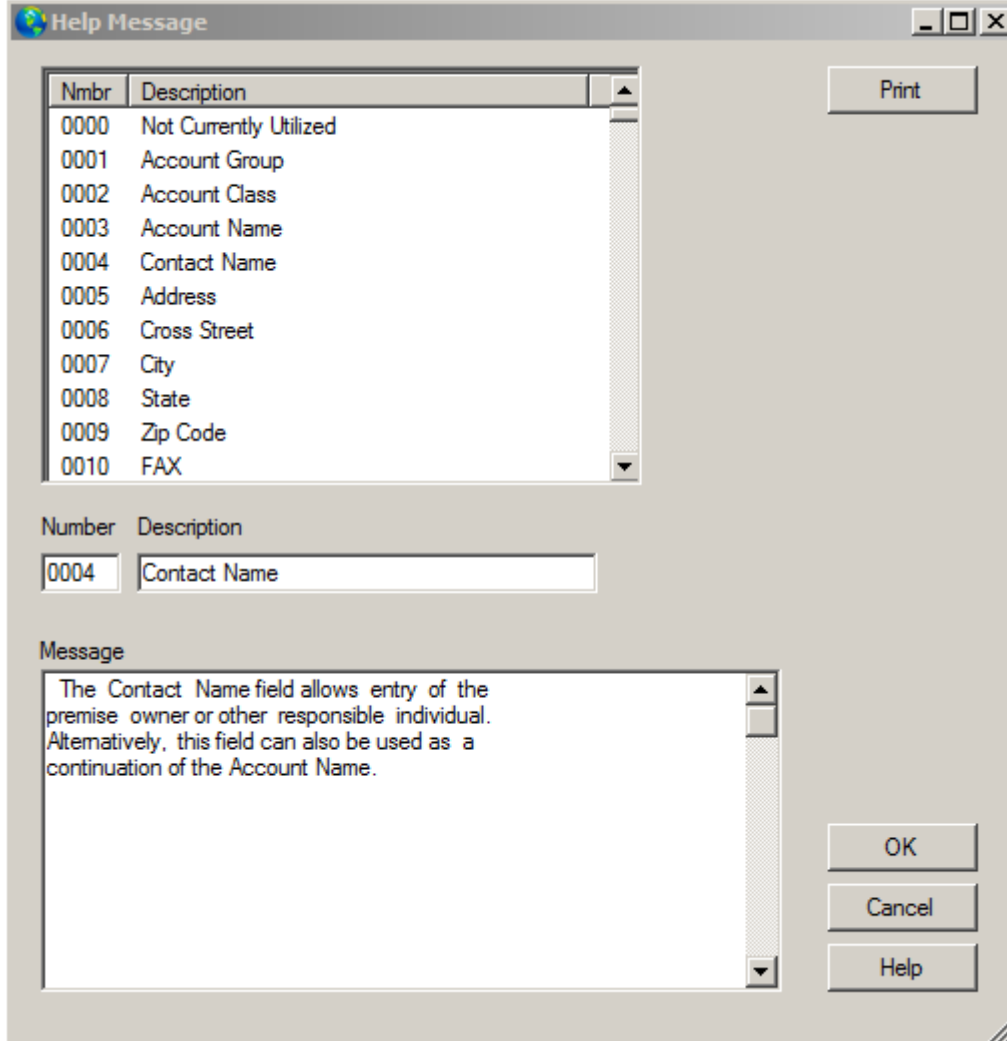 Help Message
Nmbr Description
0000 Not Currently Utilized
0001 Account Group
0002 Account Class
0003 Account Name
0004 Contact Name
0005 Address
0006 Cross Street
0007 City
0008 State
0009 Zip Code
0010 FAX
Print
Number Description
0004 Contact Name
Message
The Contact Name field allows entry of the
premise owner or other responsible individual.
Alternatively, this field can also be used as a
continuation of the Account Name.
OK
Cancel
Help